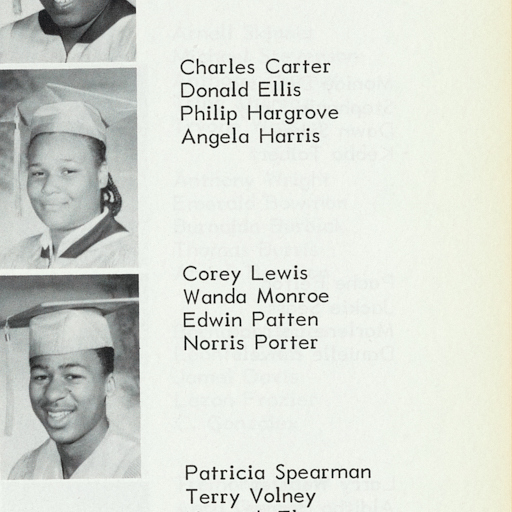 Charles Carter
Donald Ellis
Philip Hargrove
Angela Harris
Corey Lewis
Wanda Monroe
Edwin Patten
Norris Porter
Patricia Spearman
Terry Volney